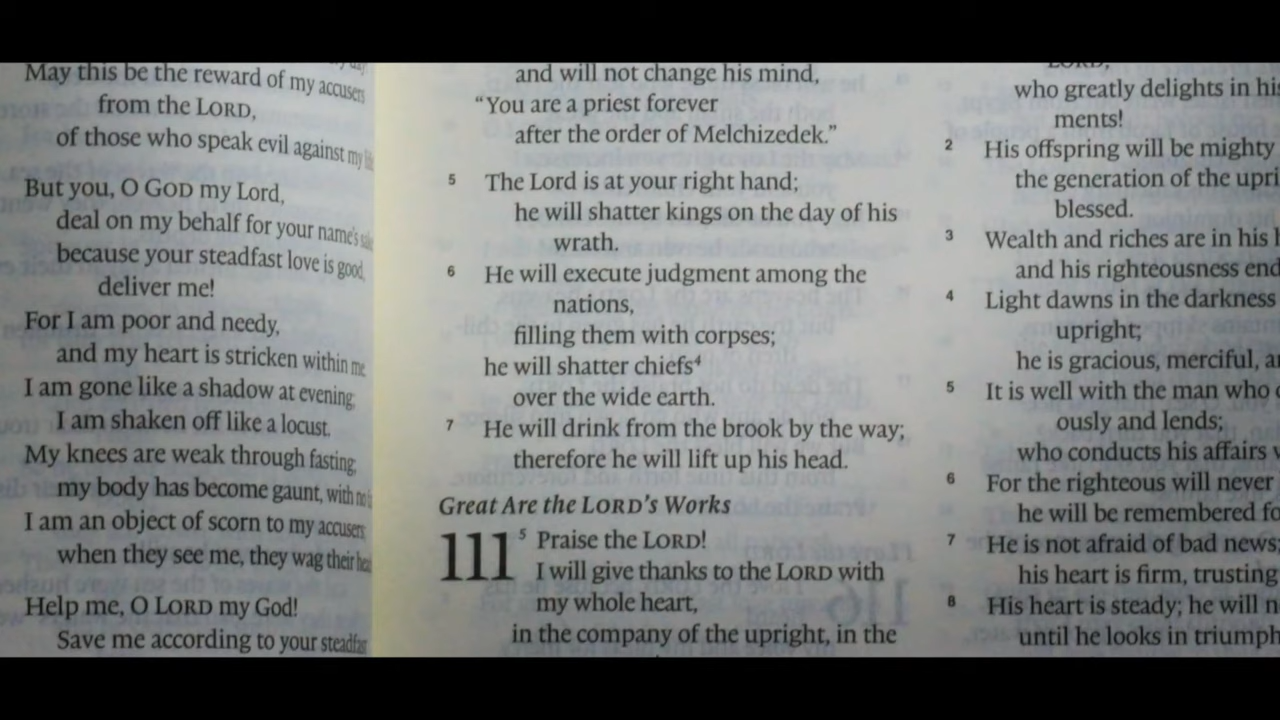 May this be the reward of my accusers
from the LORD,
of those who speak evil against my
But you, O GOD my Lord,
deal on my behalf for your name's
because your steadfast love is good,
deliver me!
For I am poor and needy,
and my heart is stricken within me
I am gone like a shadow at evening;
I am shaken off like a locust.
My knees are weak through fasting;
my body has become gaunt, with no
I am an object of scorn to my accusers;
when they see me, they wag their
Help me, O LORD my God!
Save me according to your
and will not change his mind,
“You are a priest forever
after the order of Melchizedek.”
5 The Lord is at your right hand;
he will shatter kings on the day of his
wrath.
6 He will execute judgment among the
nations,
filling them with corpses;
he will shatter chiefs4
over the wide earth.
7 He will drink from the brook by the way;
therefore he will lift up his head.
Great Are the LORD'S Works
111 5 Praise the LORD!
I will give thanks to the LORD with
my whole heart,
in the company of the upright, in the
LORD,
who greatly delights in his
ments!
2 His offspring will be mighty
the generation of the upri
blessed.
3 Wealth and riches are in his h
and his righteousness end
4 Light dawns in the darkness
upright;
he is gracious, merciful, an
5 It is well with the man who
ously and lends;
who conducts his affairs
6 For the righteous will never
he will be remembered fo
7 He is not afraid of bad news;
his heart is firm, trusting
8 His heart is steady; he will n
until he looks in triumph